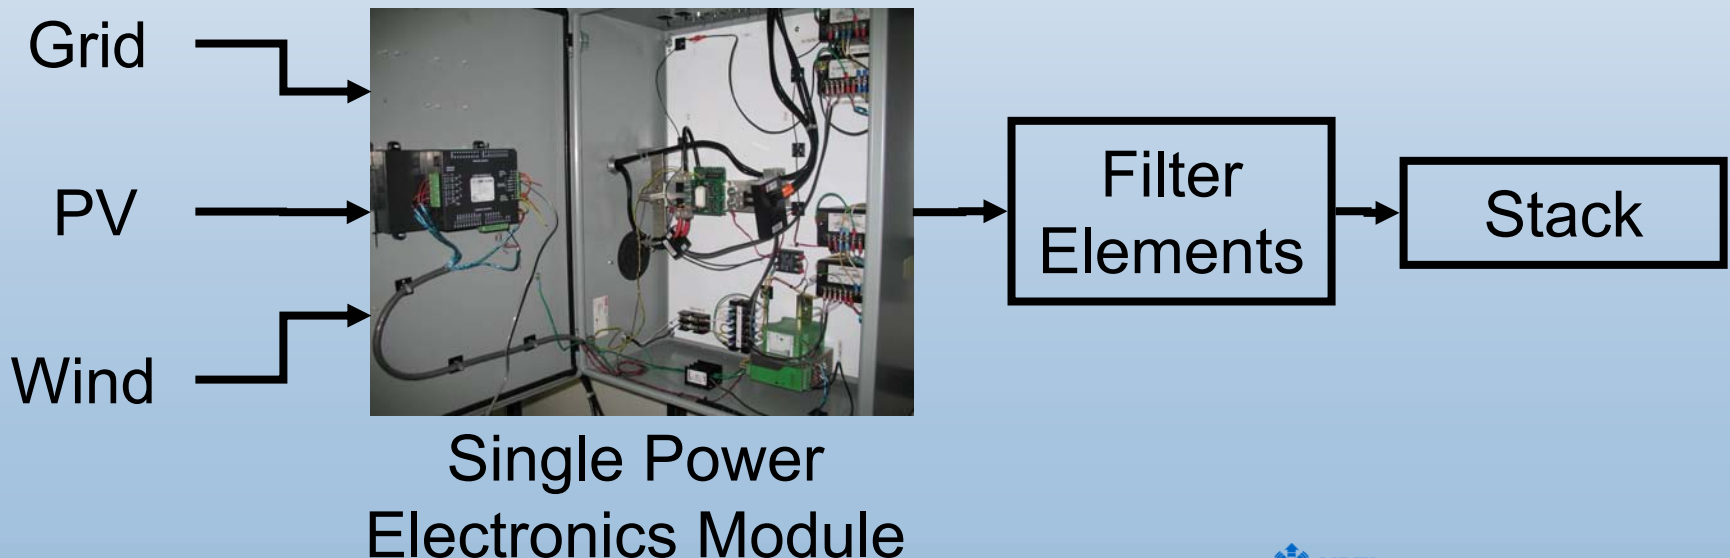 Grid
PV
Wind
Single Power
Electronics Module
Filter
Elements
Stack